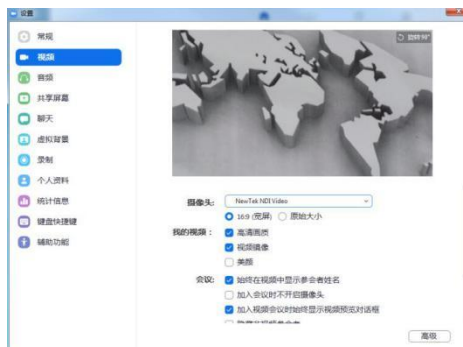 设置
常规
视频
音频
共享屏幕
聊天
虚拟背景
录制
个人资料
统计信息
键盘快捷键
辅助功能
旋转90°
摄像头: NewTek NDI Video
16:9 (宽屏) 原始大小
我的视频： 高清画质
视频镜像
美颜
会议: 始终在视频中显示参会者姓名
加入会议时不开启摄像头
加入视频会议时始终显示视频预览对话框
高级